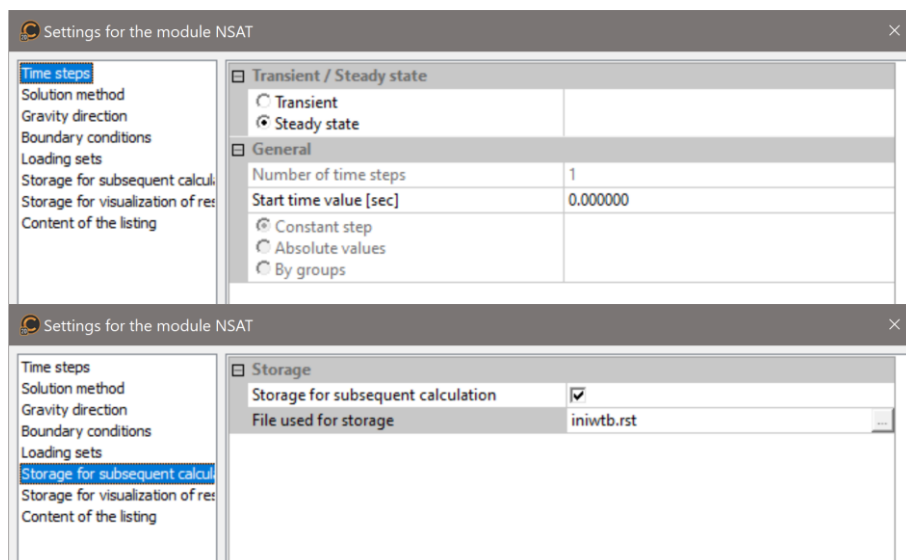 Settings for the module NSAT
Time steps
Solution method
Gravity direction
Boundary conditions
Loading sets
Storage for subsequent calcul
Storage for visualization of res
Content of the listing
Transient / Steady state
Transient
Steady state
General
Number of time steps 1
Start time value [sec] 0.000000
Constant step
Absolute values
By groups
Settings for the module NSAT
Time steps
Solution method
Gravity direction
Boundary conditions
Loading sets
Storage for subsequent calcul
Storage for visualization of res
Content of the listing
Storage
Storage for subsequent calculation
File used for storage iniwtb.rst ...